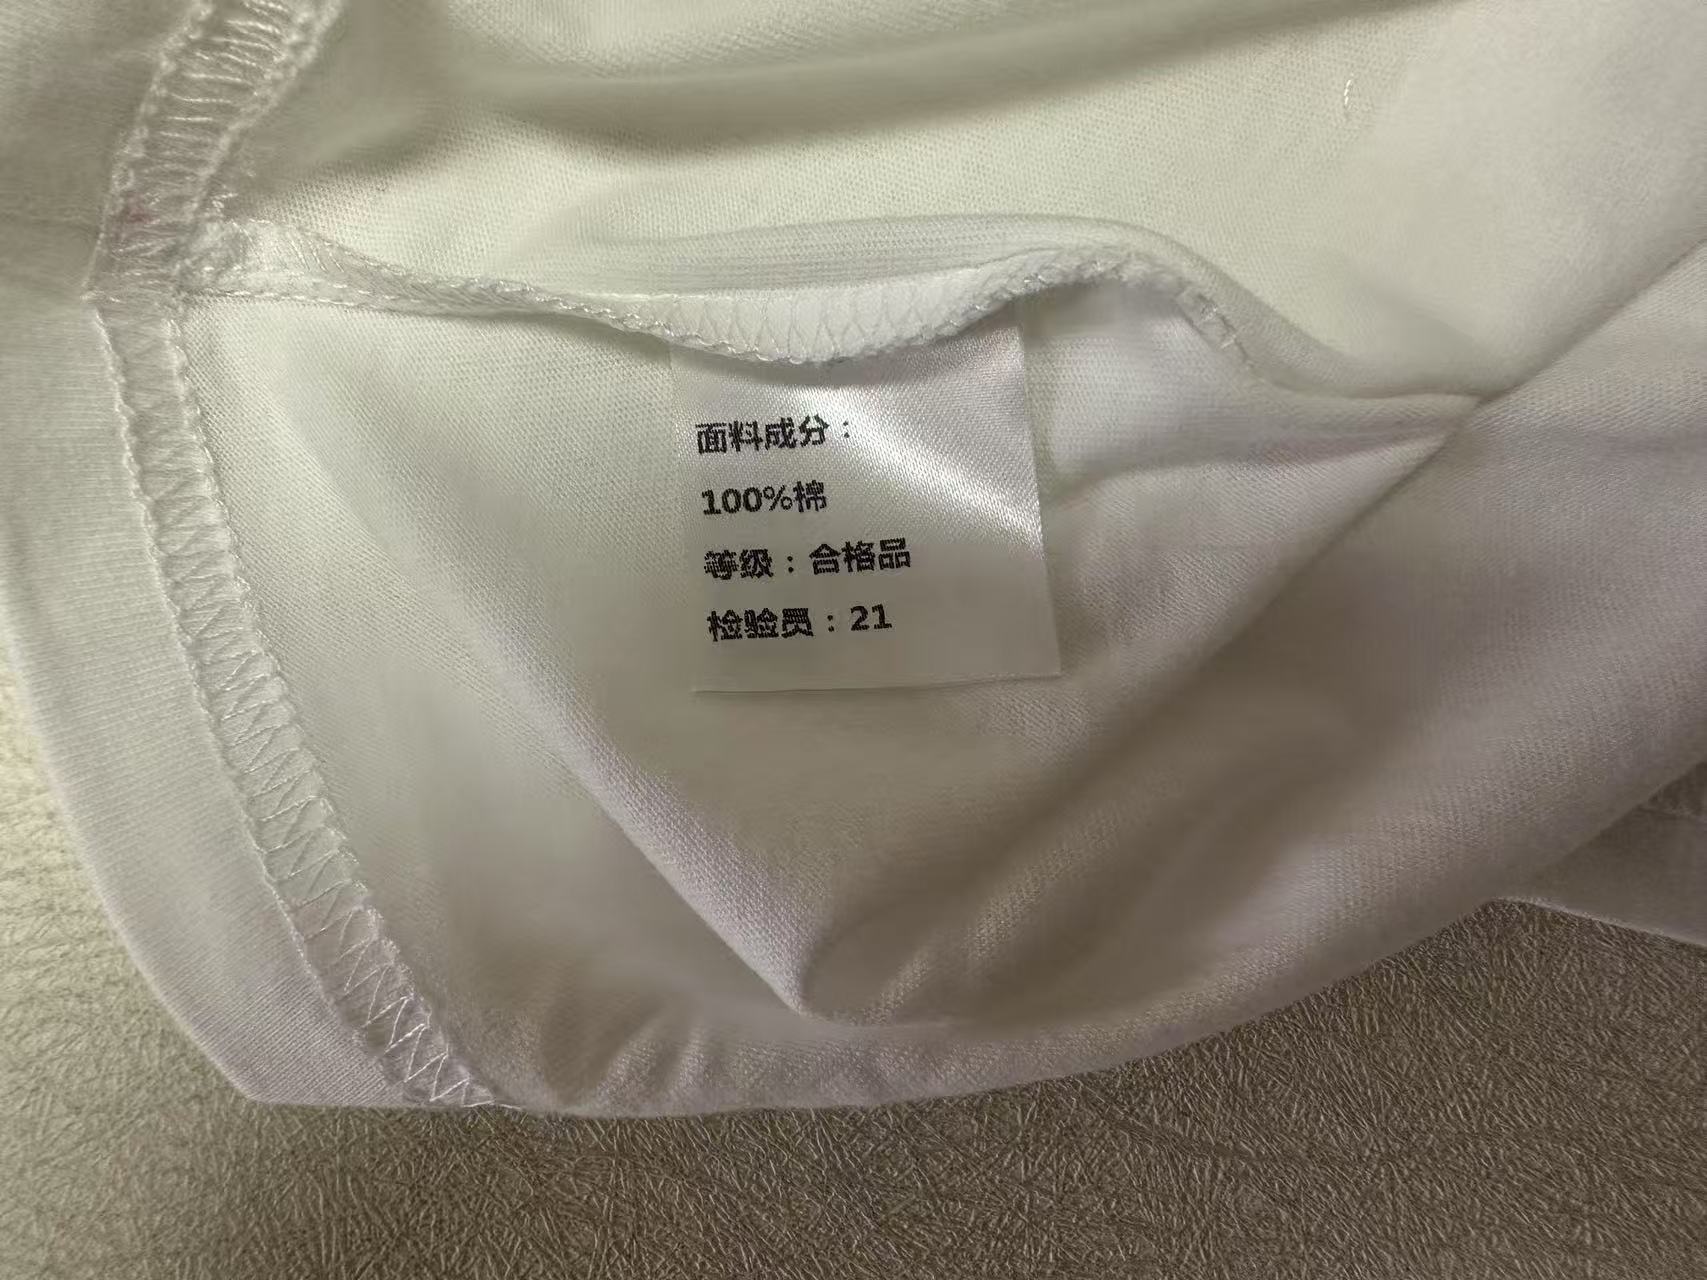 面料成分：
100%棉
等级：合格品
检验员：21